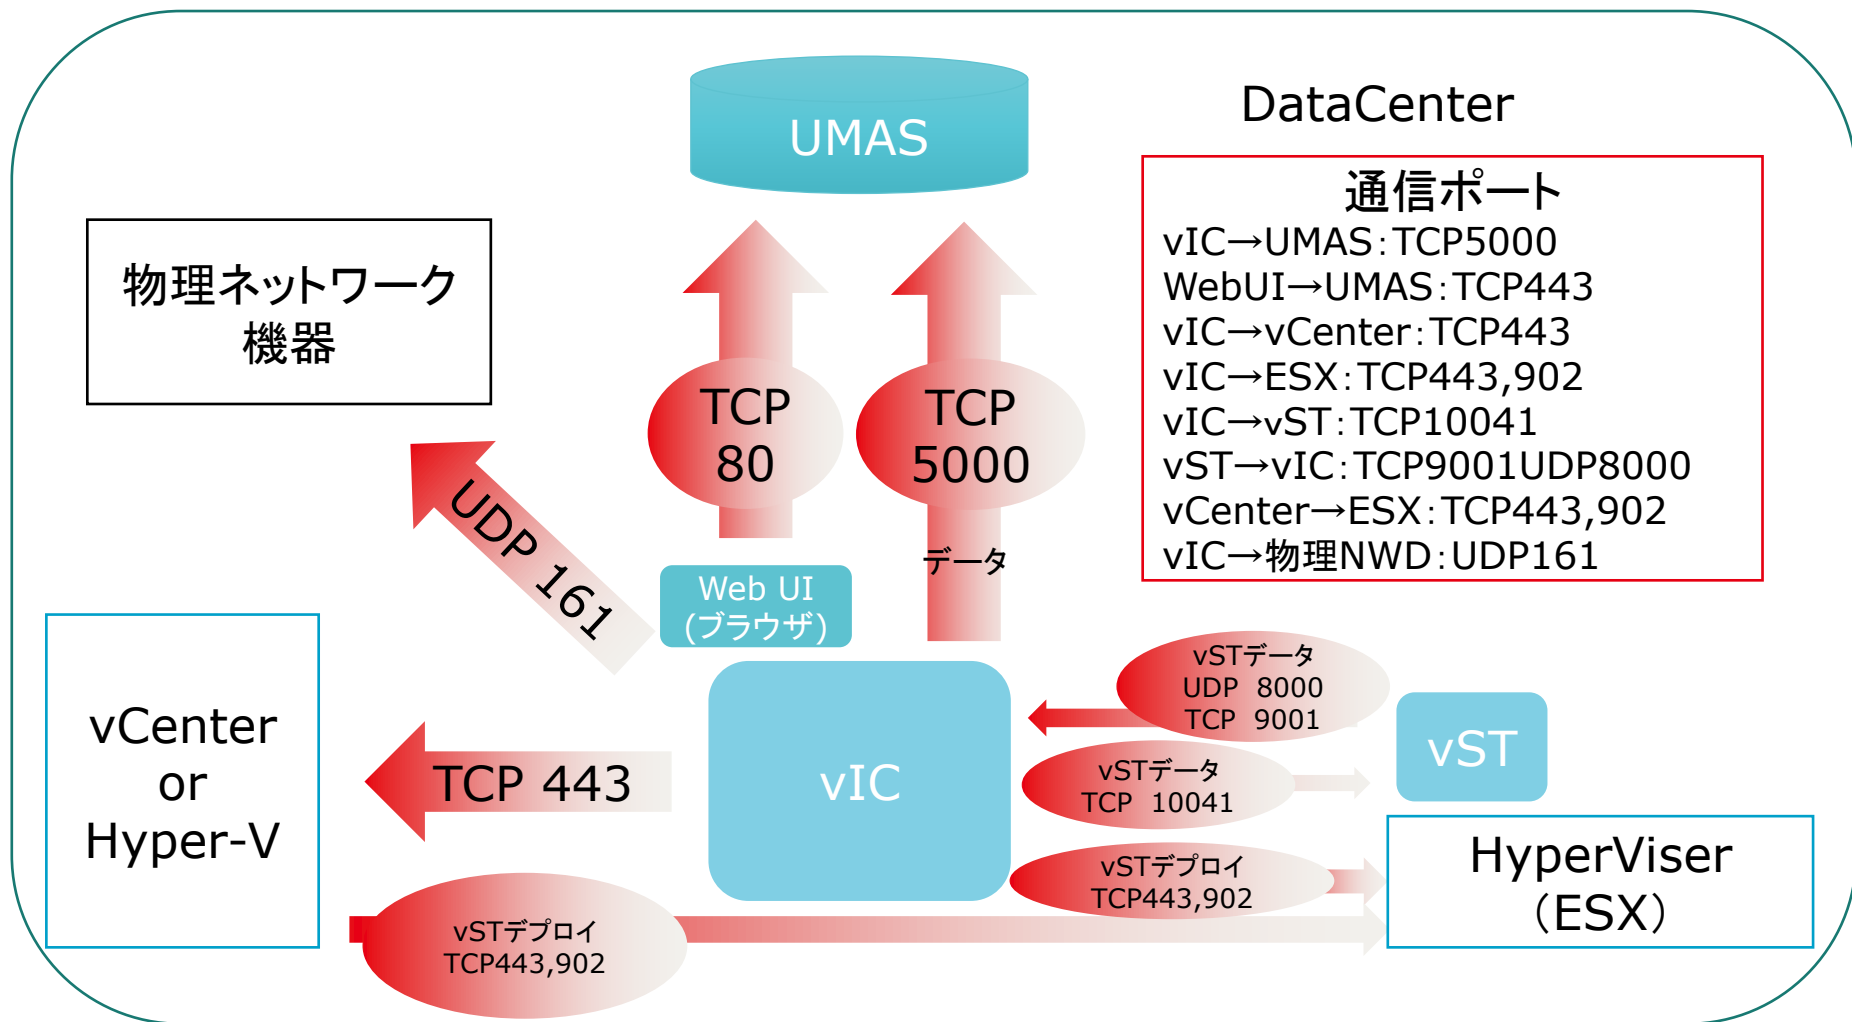 UMAS
DataCenter
通信ポート
vIC→UMAS：TCP5000
WebUI→UMAS：TCP443
vIC→vCenter：TCP443
vIC→ESX：TCP443,902
vIC→vST：TCP10041
vST→vIC：TCP9001UDP8000
vCenter→ESX：TCP443,902
vIC→物理NWD：UDP161
物理ネットワーク
機器
TCP
80
TCP
5000
データ
UDP 161
Web UI
(ブラウザ)
vCenter
or
Hyper-V
TCP 443
vIC
vSTデータ
UDP 8000
TCP 9001
vST
vSTデータ
TCP 10041
vSTデプロイ
TCP443,902
HyperViser
（ESX）
vSTデプロイ
TCP443,902